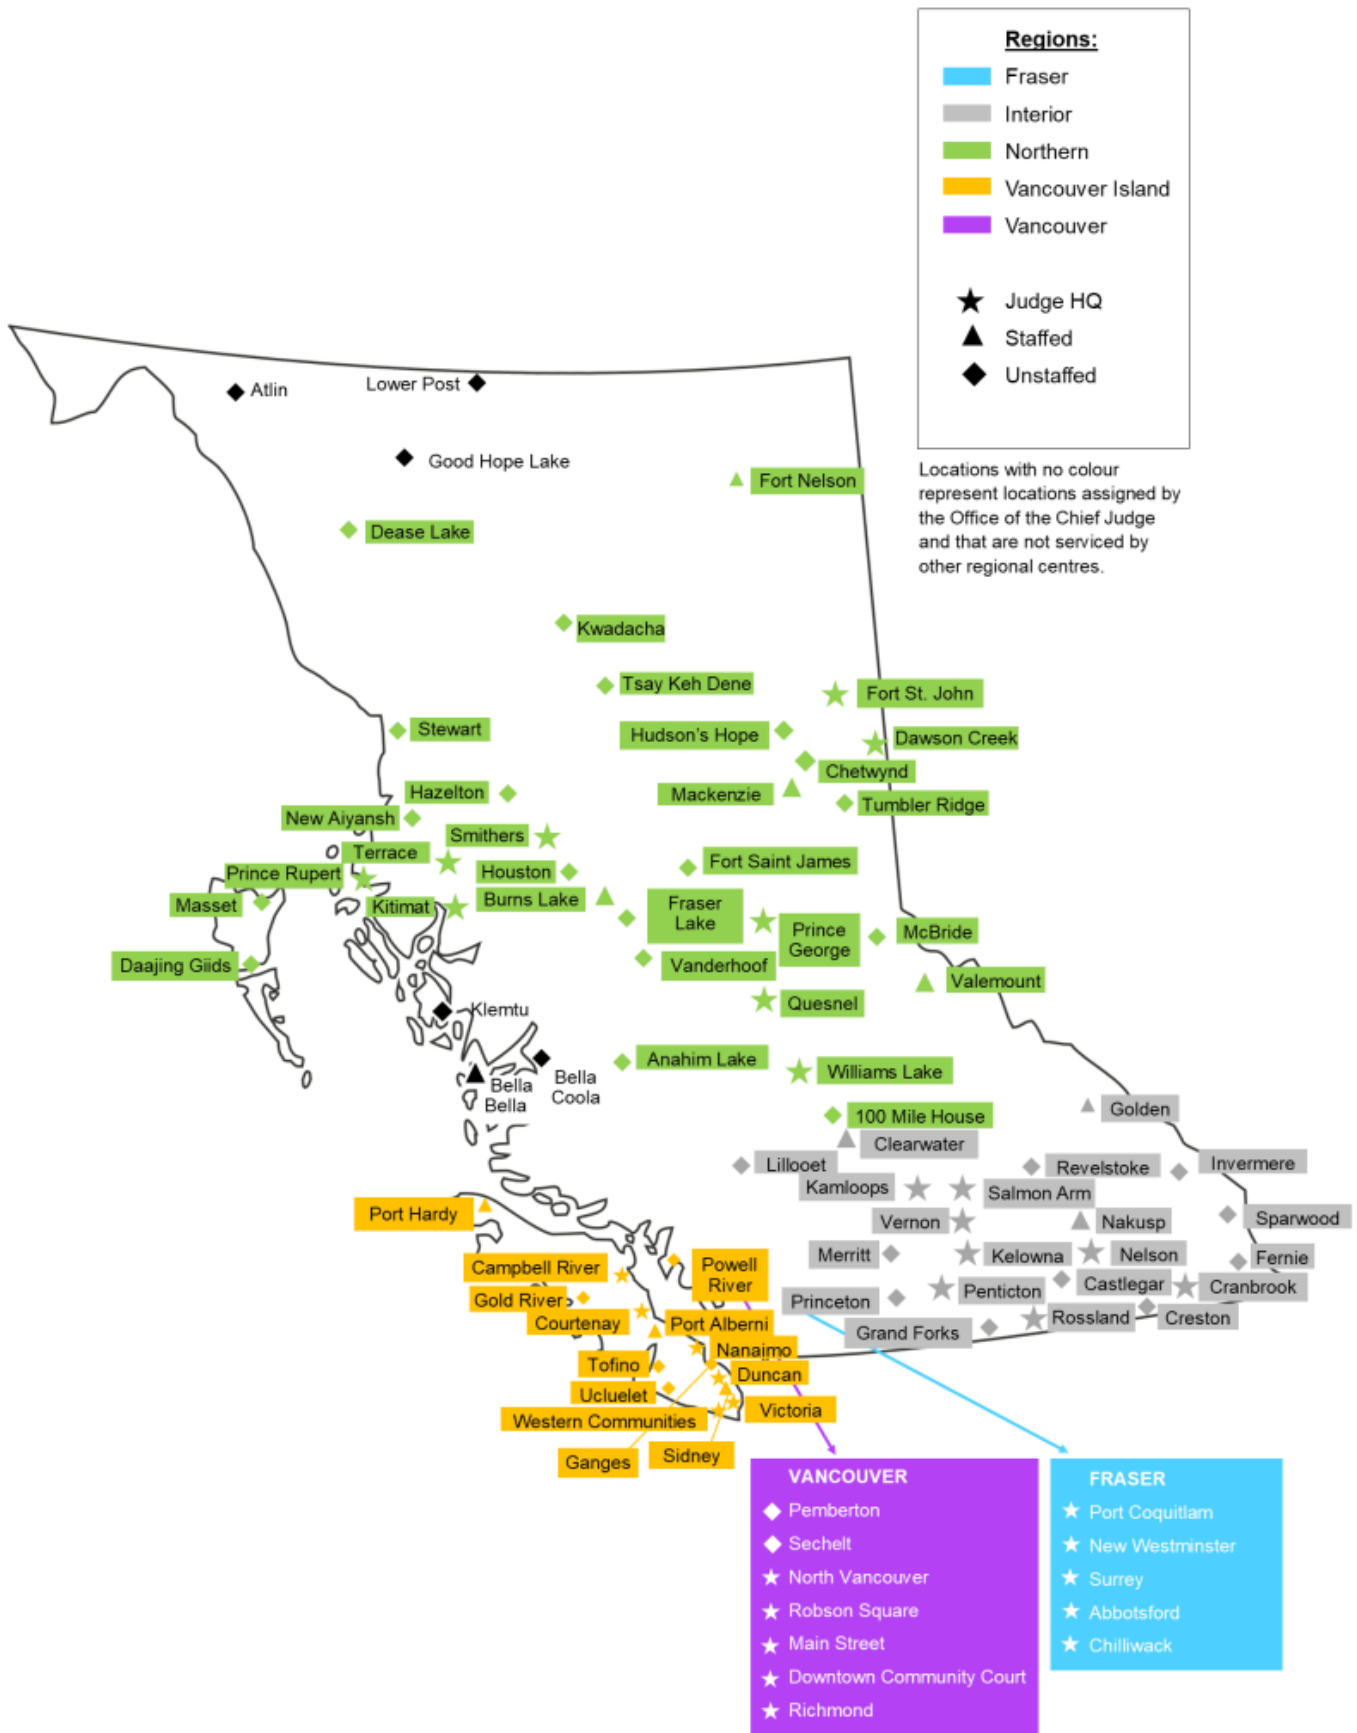 Regions:
Fraser
Interior
Northern
Vancouver Island
Vancouver
Judge HQ
Staffed
Unstaffed
Locations with no colour
represent locations assigned by
the Office of the Chief Judge
and that are not serviced by
other regional centres.
Atlin
Lower Post
Good Hope Lake
Fort Nelson
Dease Lake
Kwadacha
Tsay Keh Dene
Fort St. John
Stewart
Hudson's Hope
Dawson Creek
Chetwynd
Hazelton
Mackenzie
Tumbler Ridge
New Aiyansh
Smithers
Terrace
Fort Saint James
Prince Rupert
Houston
Masset
Kitimat
Burns Lake
Fraser
Lake
Prince
George
McBride
Daajing Giids
Vanderhoof
Valemount
Quesnel
Klemtu
Anahim Lake
Williams Lake
Bella
Bella
Bella
Coola
100 Mile House
Golden
Clearwater
Lillooet
Revelstoke
Invermere
Kamloops
Salmon Arm
Port Hardy
Vernon
Nakusp
Sparwood
Merritt
Kelowna
Nelson
Fernie
Campbell River
Powell
River
Castlegar
Cranbrook
Penticton
Gold River
Princeton
Courtenay
Port Alberni
Grand Forks
Rossland
Creston
Nanaimo
Tofino
Duncan
Ucluelet
Victoria
Western Communities
Ganges
Sidney
VANCOUVER
Pemberton
Sechelt
North Vancouver
Robson Square
Main Street
Downtown Community Court
Richmond
FRASER
Port Coquitlam
New Westminster
Surrey
Abbotsford
Chilliwack